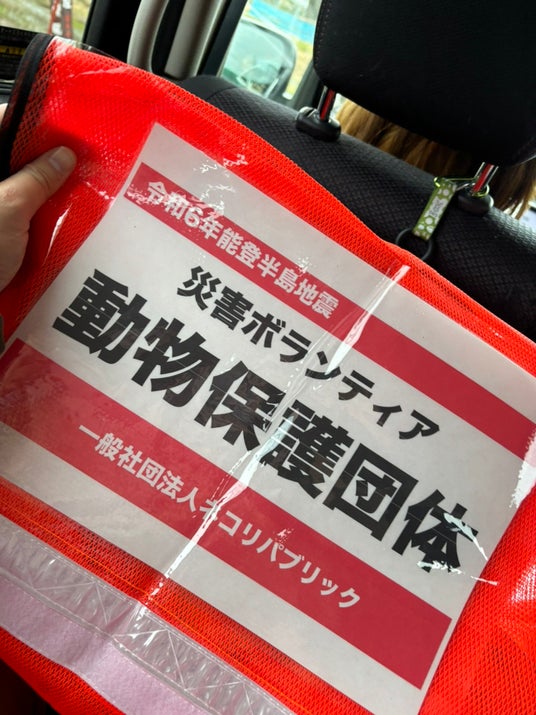 令和6年能登半島地震
災害ボランティア
動物保護団体
一般社団法人ネコリパブリック